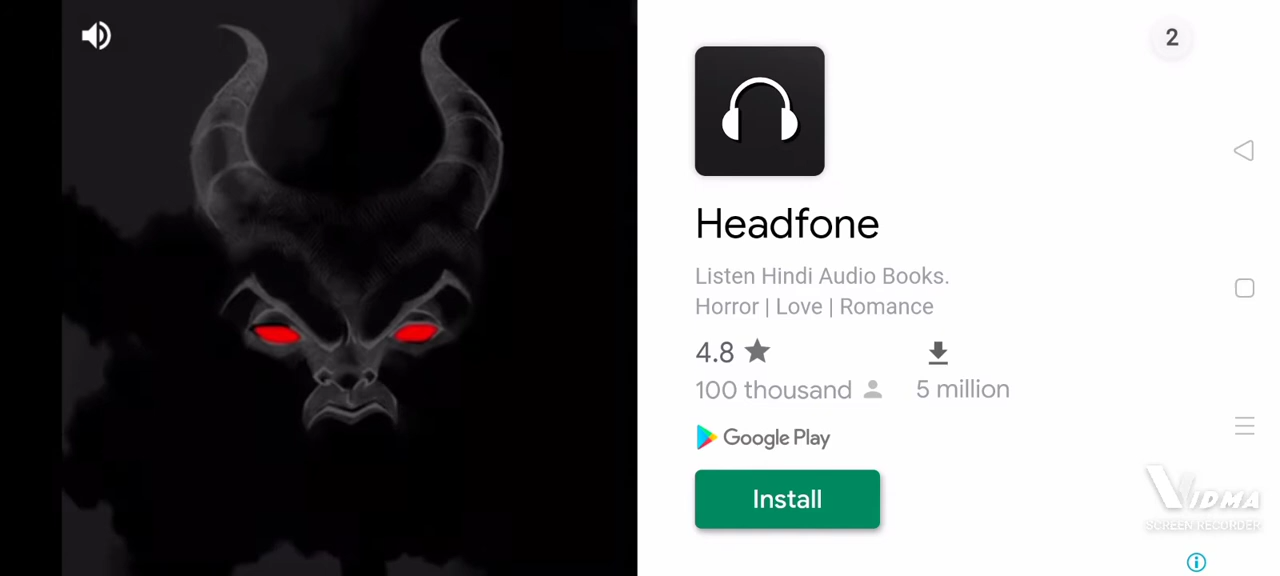 2
Headfone
Listen Hindi Audio Books.
Horror | Love | Romance
4.8
100 thousand
5 million
Google Play
Install
VIDMA
SCREEN RECORDER